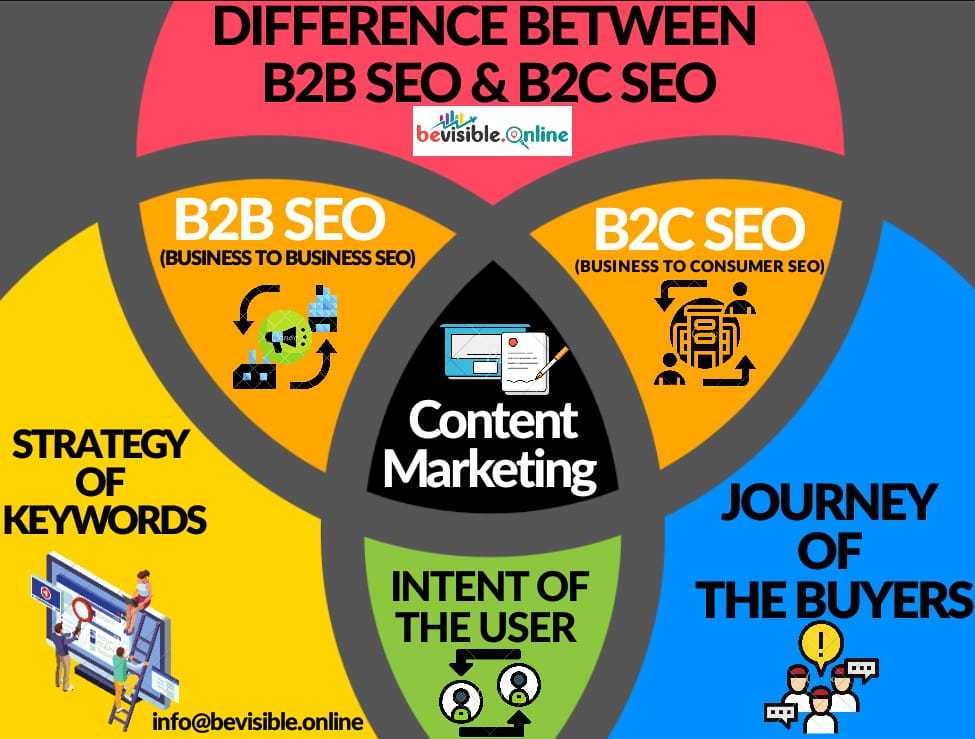 DIFFERENCE BETWEEN
B2B SEO & B2C SEO
bevisible.Online
B2B SEO
(BUSINESS TO BUSINESS SEO)
B2C SEO
(BUSINESS TO CONSUMER SEO)
Content
Marketing
STRATEGY
OF
KEYWORDS
JOURNEY
OF
THE BUYERS
INTENT OF
THE USER
info@bevisible.online